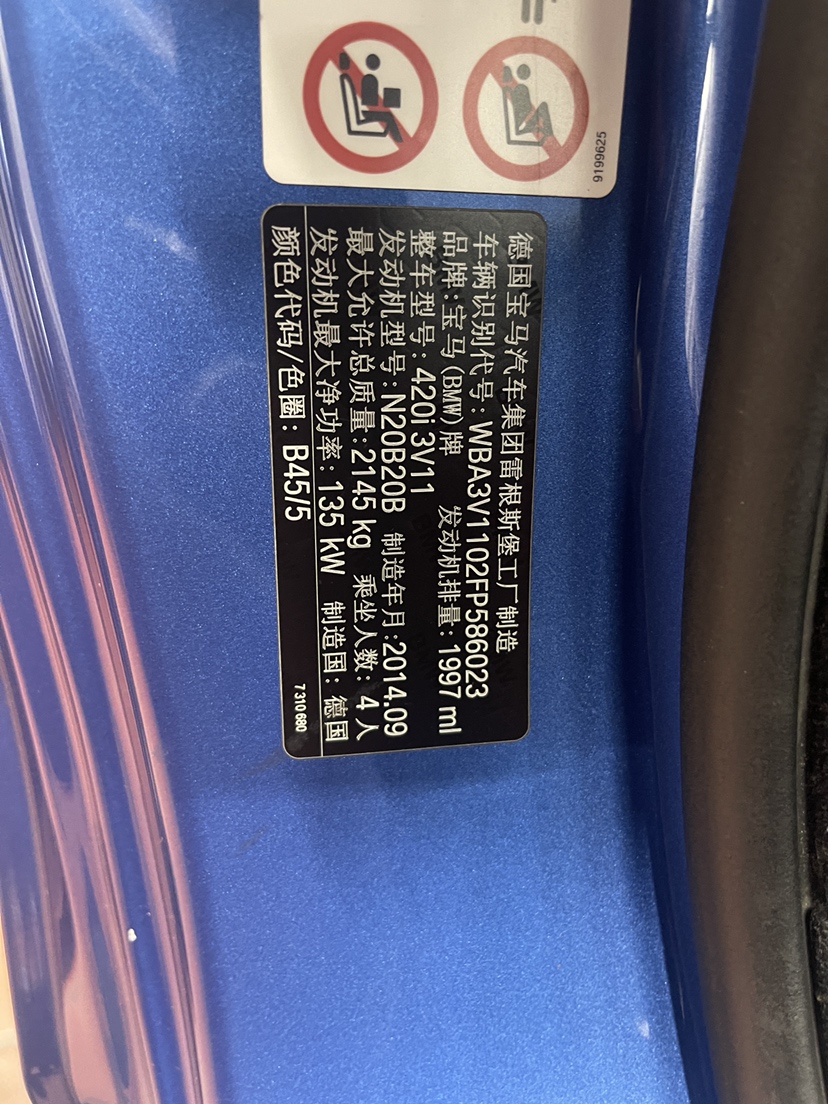 9199625
德国宝马汽车集团雷根斯堡工厂制造
车辆识别代号: WBA3V1102FP586023
品牌:宝马(BMW)牌 发动机排量: 1997 ml
整车型号: 420i 3V11
发动机型号: N20B20B 制造年月: 2014.09
最大允许总质量: 2145 kg 乘坐人数: 4 人
发动机最大净功率: 135 kW 制造国: 德国
颜色代码/色圈: B45/5
7310680